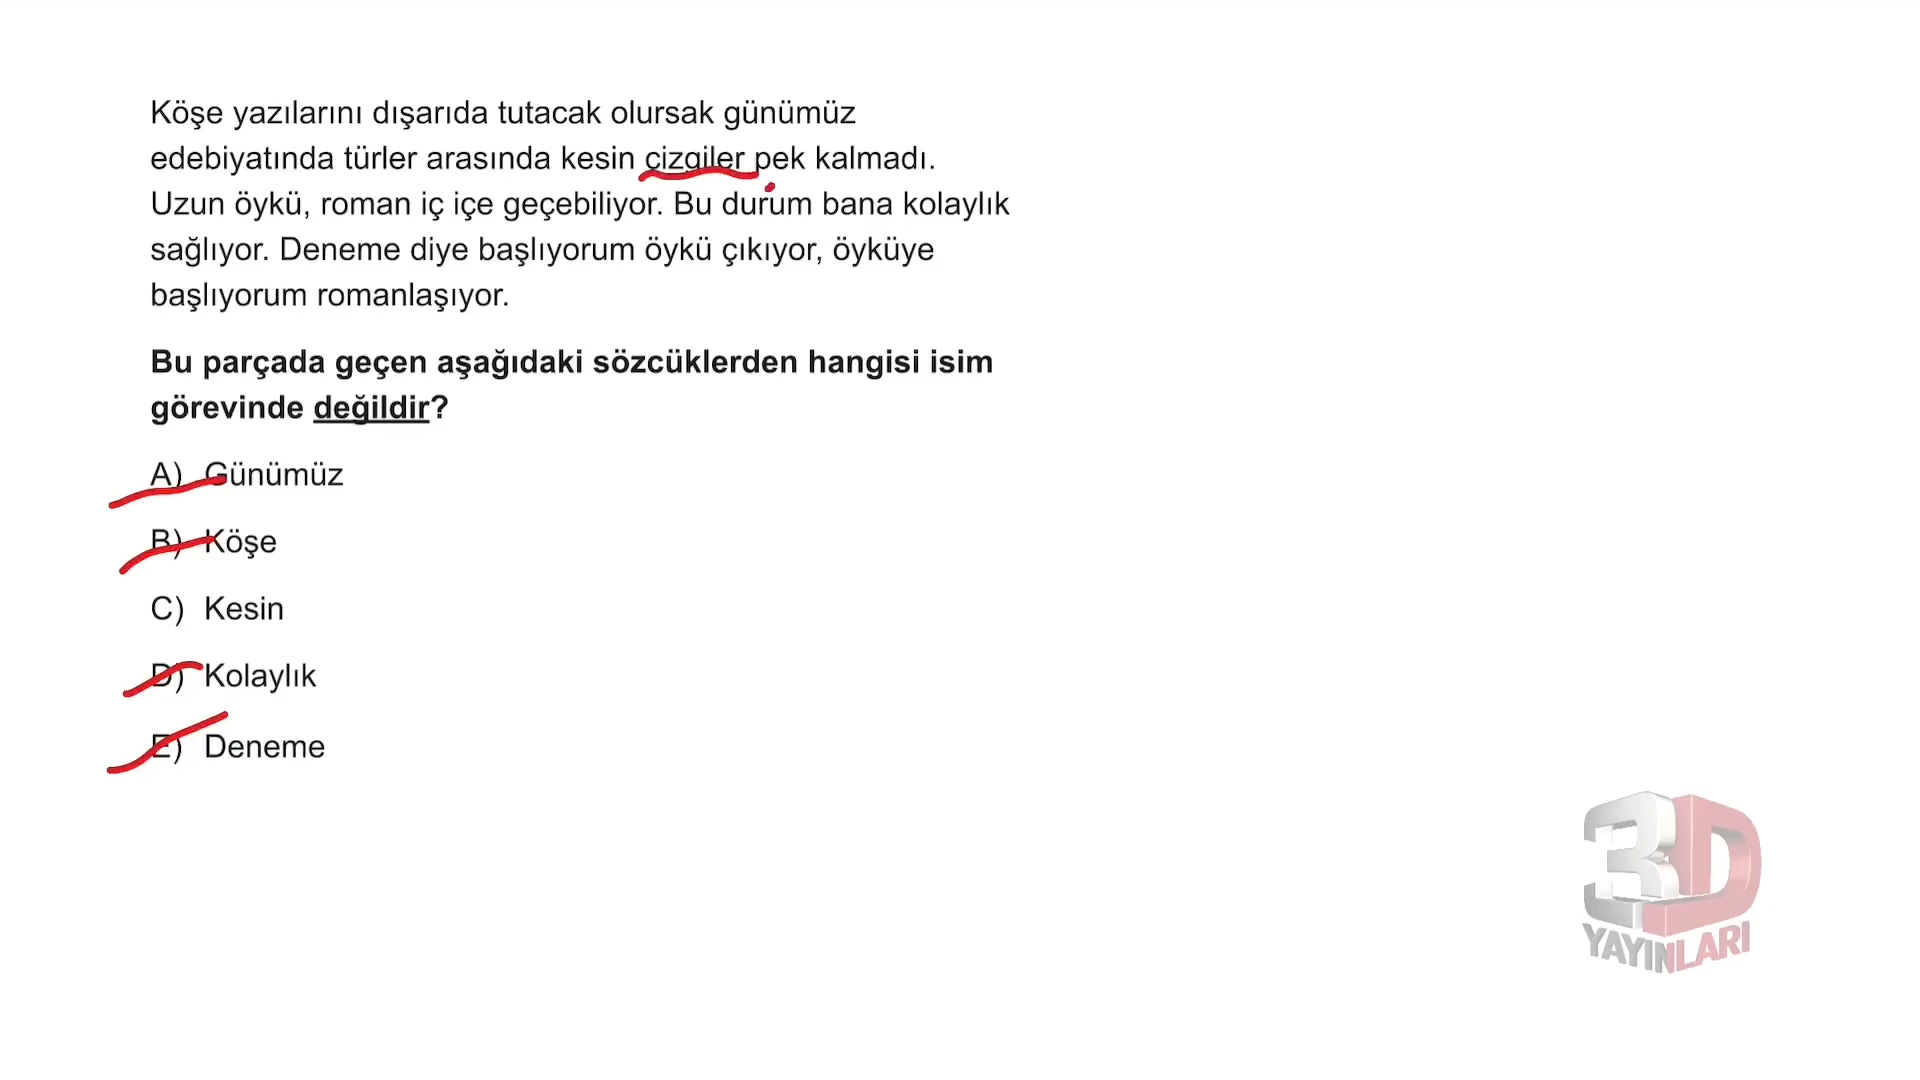 Köşe yazılarını dışarıda tutacak olursak günümüz
edebiyatında türler arasında kesin çizgiler pek kalmadı.
Uzun öykü, roman iç içe geçebiliyor. Bu durum bana kolaylık
sağlıyor. Deneme diye başlıyorum öykü çıkıyor, öyküye
başlıyorum romanlaşıyor.
Bu parçada geçen aşağıdaki sözcüklerden hangisi isim
görevinde değildir?
A) Günümüz
B) Köşe
C) Kesin
D) Kolaylık
E) Deneme
3D
YAYINLARI